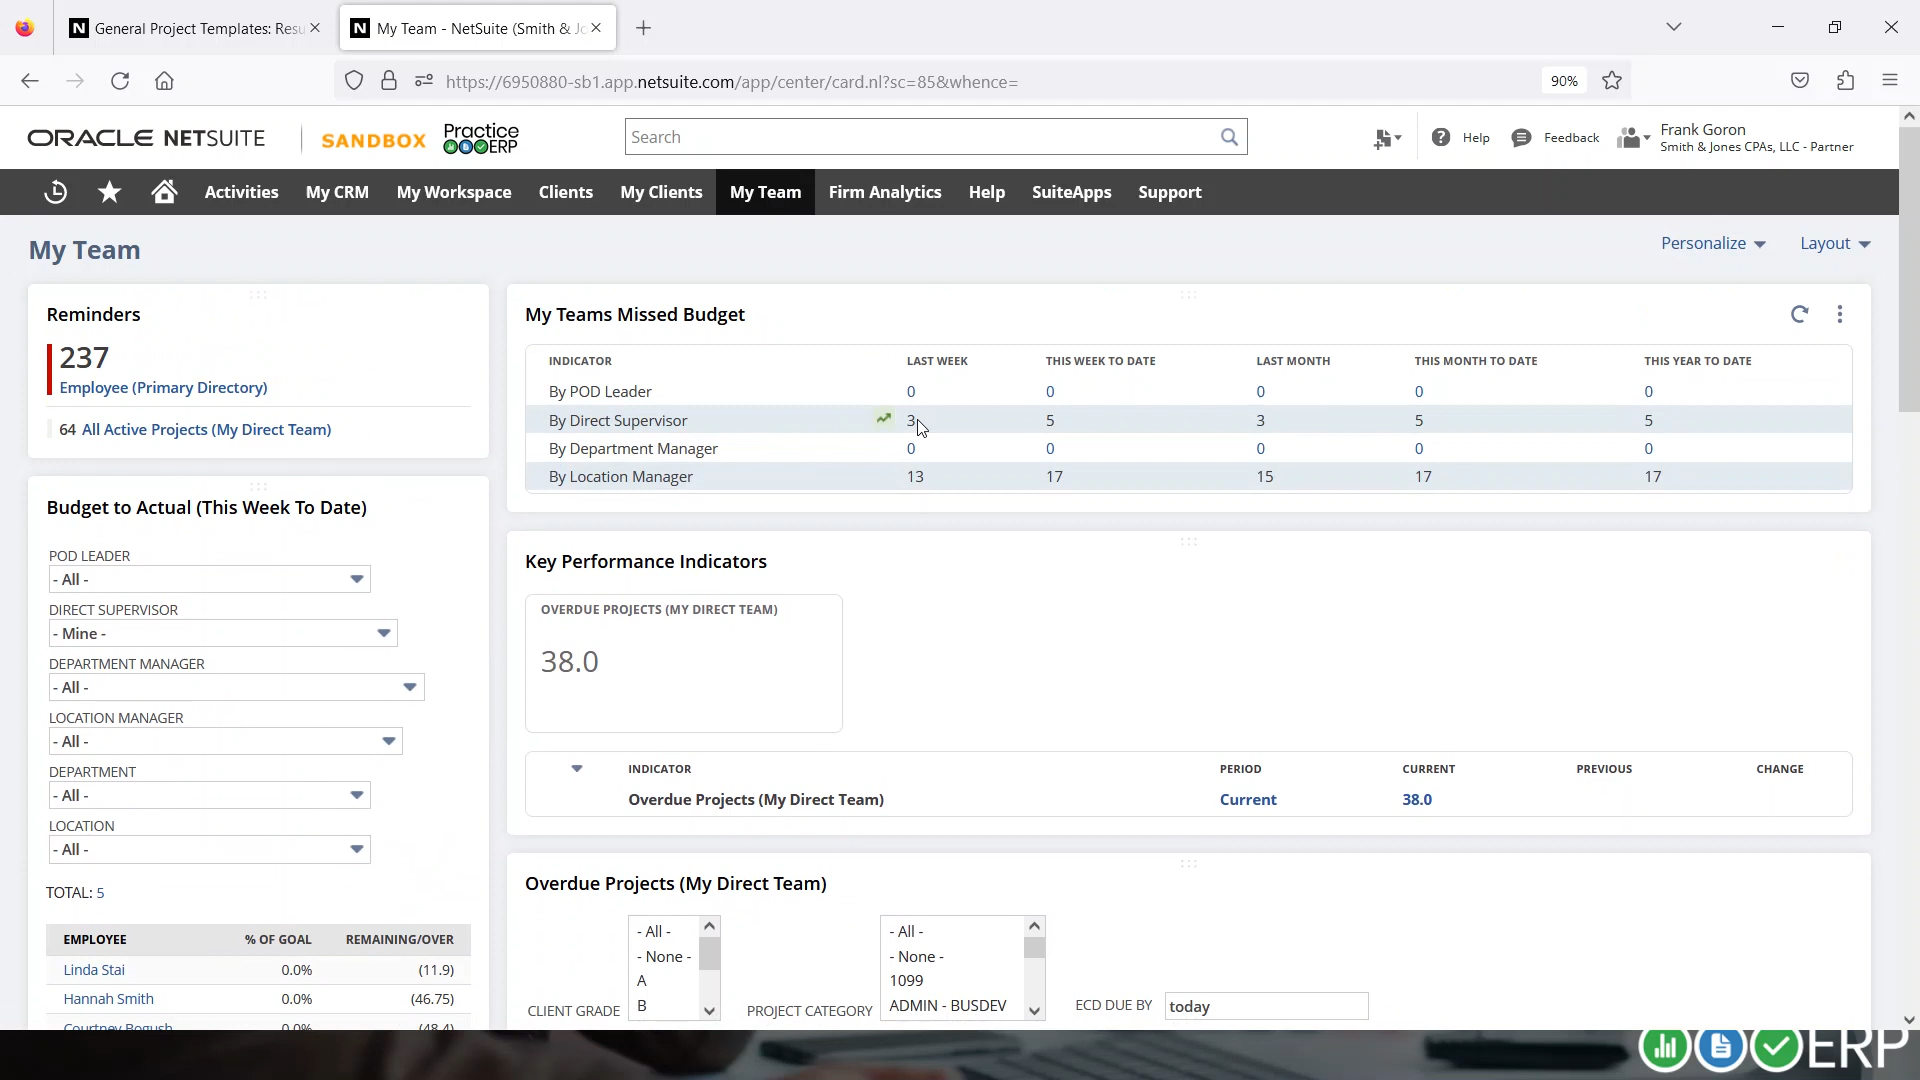 General Project Templates: Resu
My Team - NetSuite (Smith & Jo
https://6950880-sb1.app.netsuite.com/app/center/card.nl?sc=85&whence=
90%
ORACLE NETSUITE
SANDBOX
Practice
ERP
Search
Help
Feedback
Frank Goron
Smith & Jones CPAs, LLC - Partner
Activities
My CRM
My Workspace
Clients
My Clients
My Team
Firm Analytics
Help
SuiteApps
Support
My Team
Personalize
Layout
Reminders
237
Employee (Primary Directory)
64 All Active Projects (My Direct Team)
My Teams Missed Budget
INDICATOR LAST WEEK THIS WEEK TO DATE LAST MONTH THIS MONTH TO DATE THIS YEAR TO DATE
By POD Leader 0 0 0 0 0
By Direct Supervisor 3 5 3 5 5
By Department Manager 0 0 0 0 0
By Location Manager 13 17 15 17 17
Budget to Actual (This Week To Date)
POD LEADER
- All -
DIRECT SUPERVISOR
- Mine -
DEPARTMENT MANAGER
- All -
LOCATION MANAGER
- All -
DEPARTMENT
- All -
LOCATION
- All -
TOTAL: 5
EMPLOYEE % OF GOAL REMAINING/OVER
Linda Stai 0.0% (11.9)
Hannah Smith 0.0% (46.75)
Courtney Bogush 0.0% (48.4)
Key Performance Indicators
OVERDUE PROJECTS (MY DIRECT TEAM)
38.0
INDICATOR PERIOD CURRENT PREVIOUS CHANGE
Overdue Projects (My Direct Team) Current 38.0
Overdue Projects (My Direct Team)
CLIENT GRADE
- All -
- None -
A
B
PROJECT CATEGORY
- All -
- None -
1099
ADMIN - BUSDEV
ECD DUE BY
today
ERP